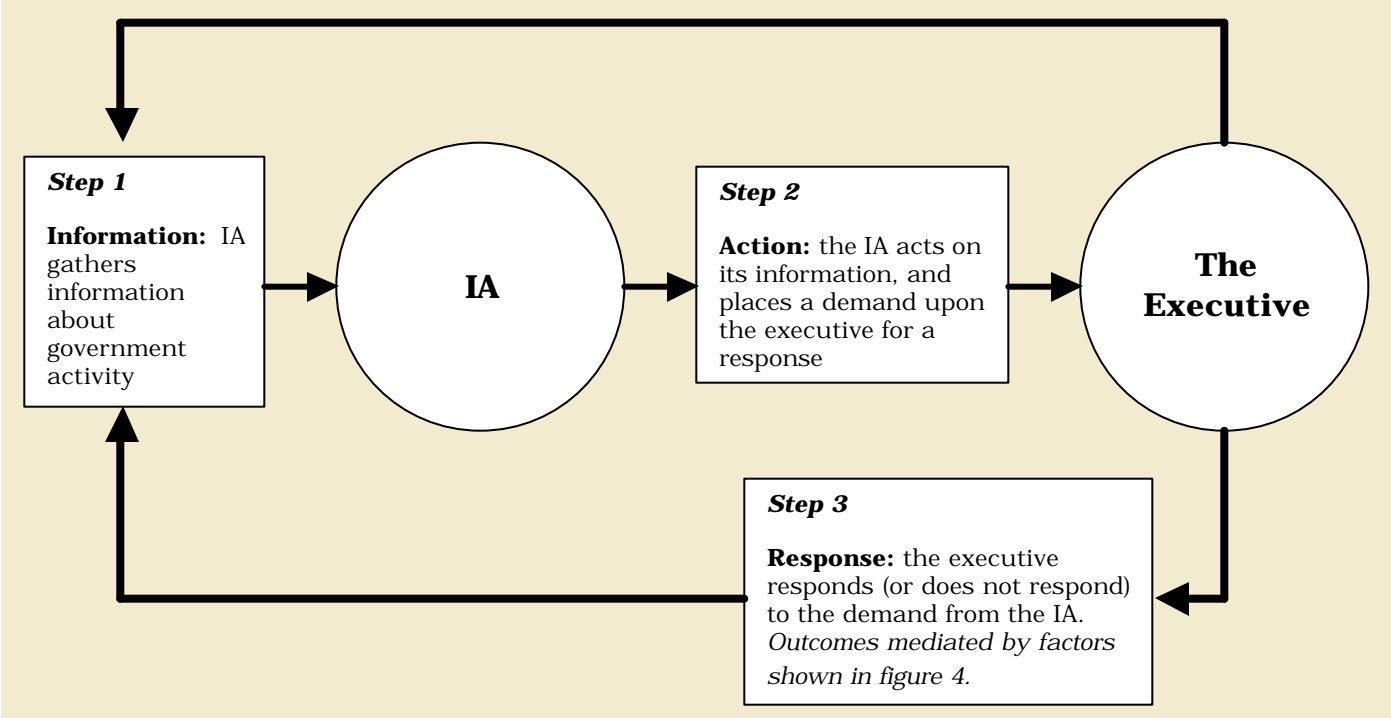 Step 1
Information: IA
gathers
information
about
government
activity
IA
Step 2
Action: the IA acts on
its information, and
places a demand upon
the executive for a
response
The
Executive
Step 3
Response: the executive
responds (or does not respond)
to the demand from the IA.
Outcomes mediated by factors
shown in figure 4.